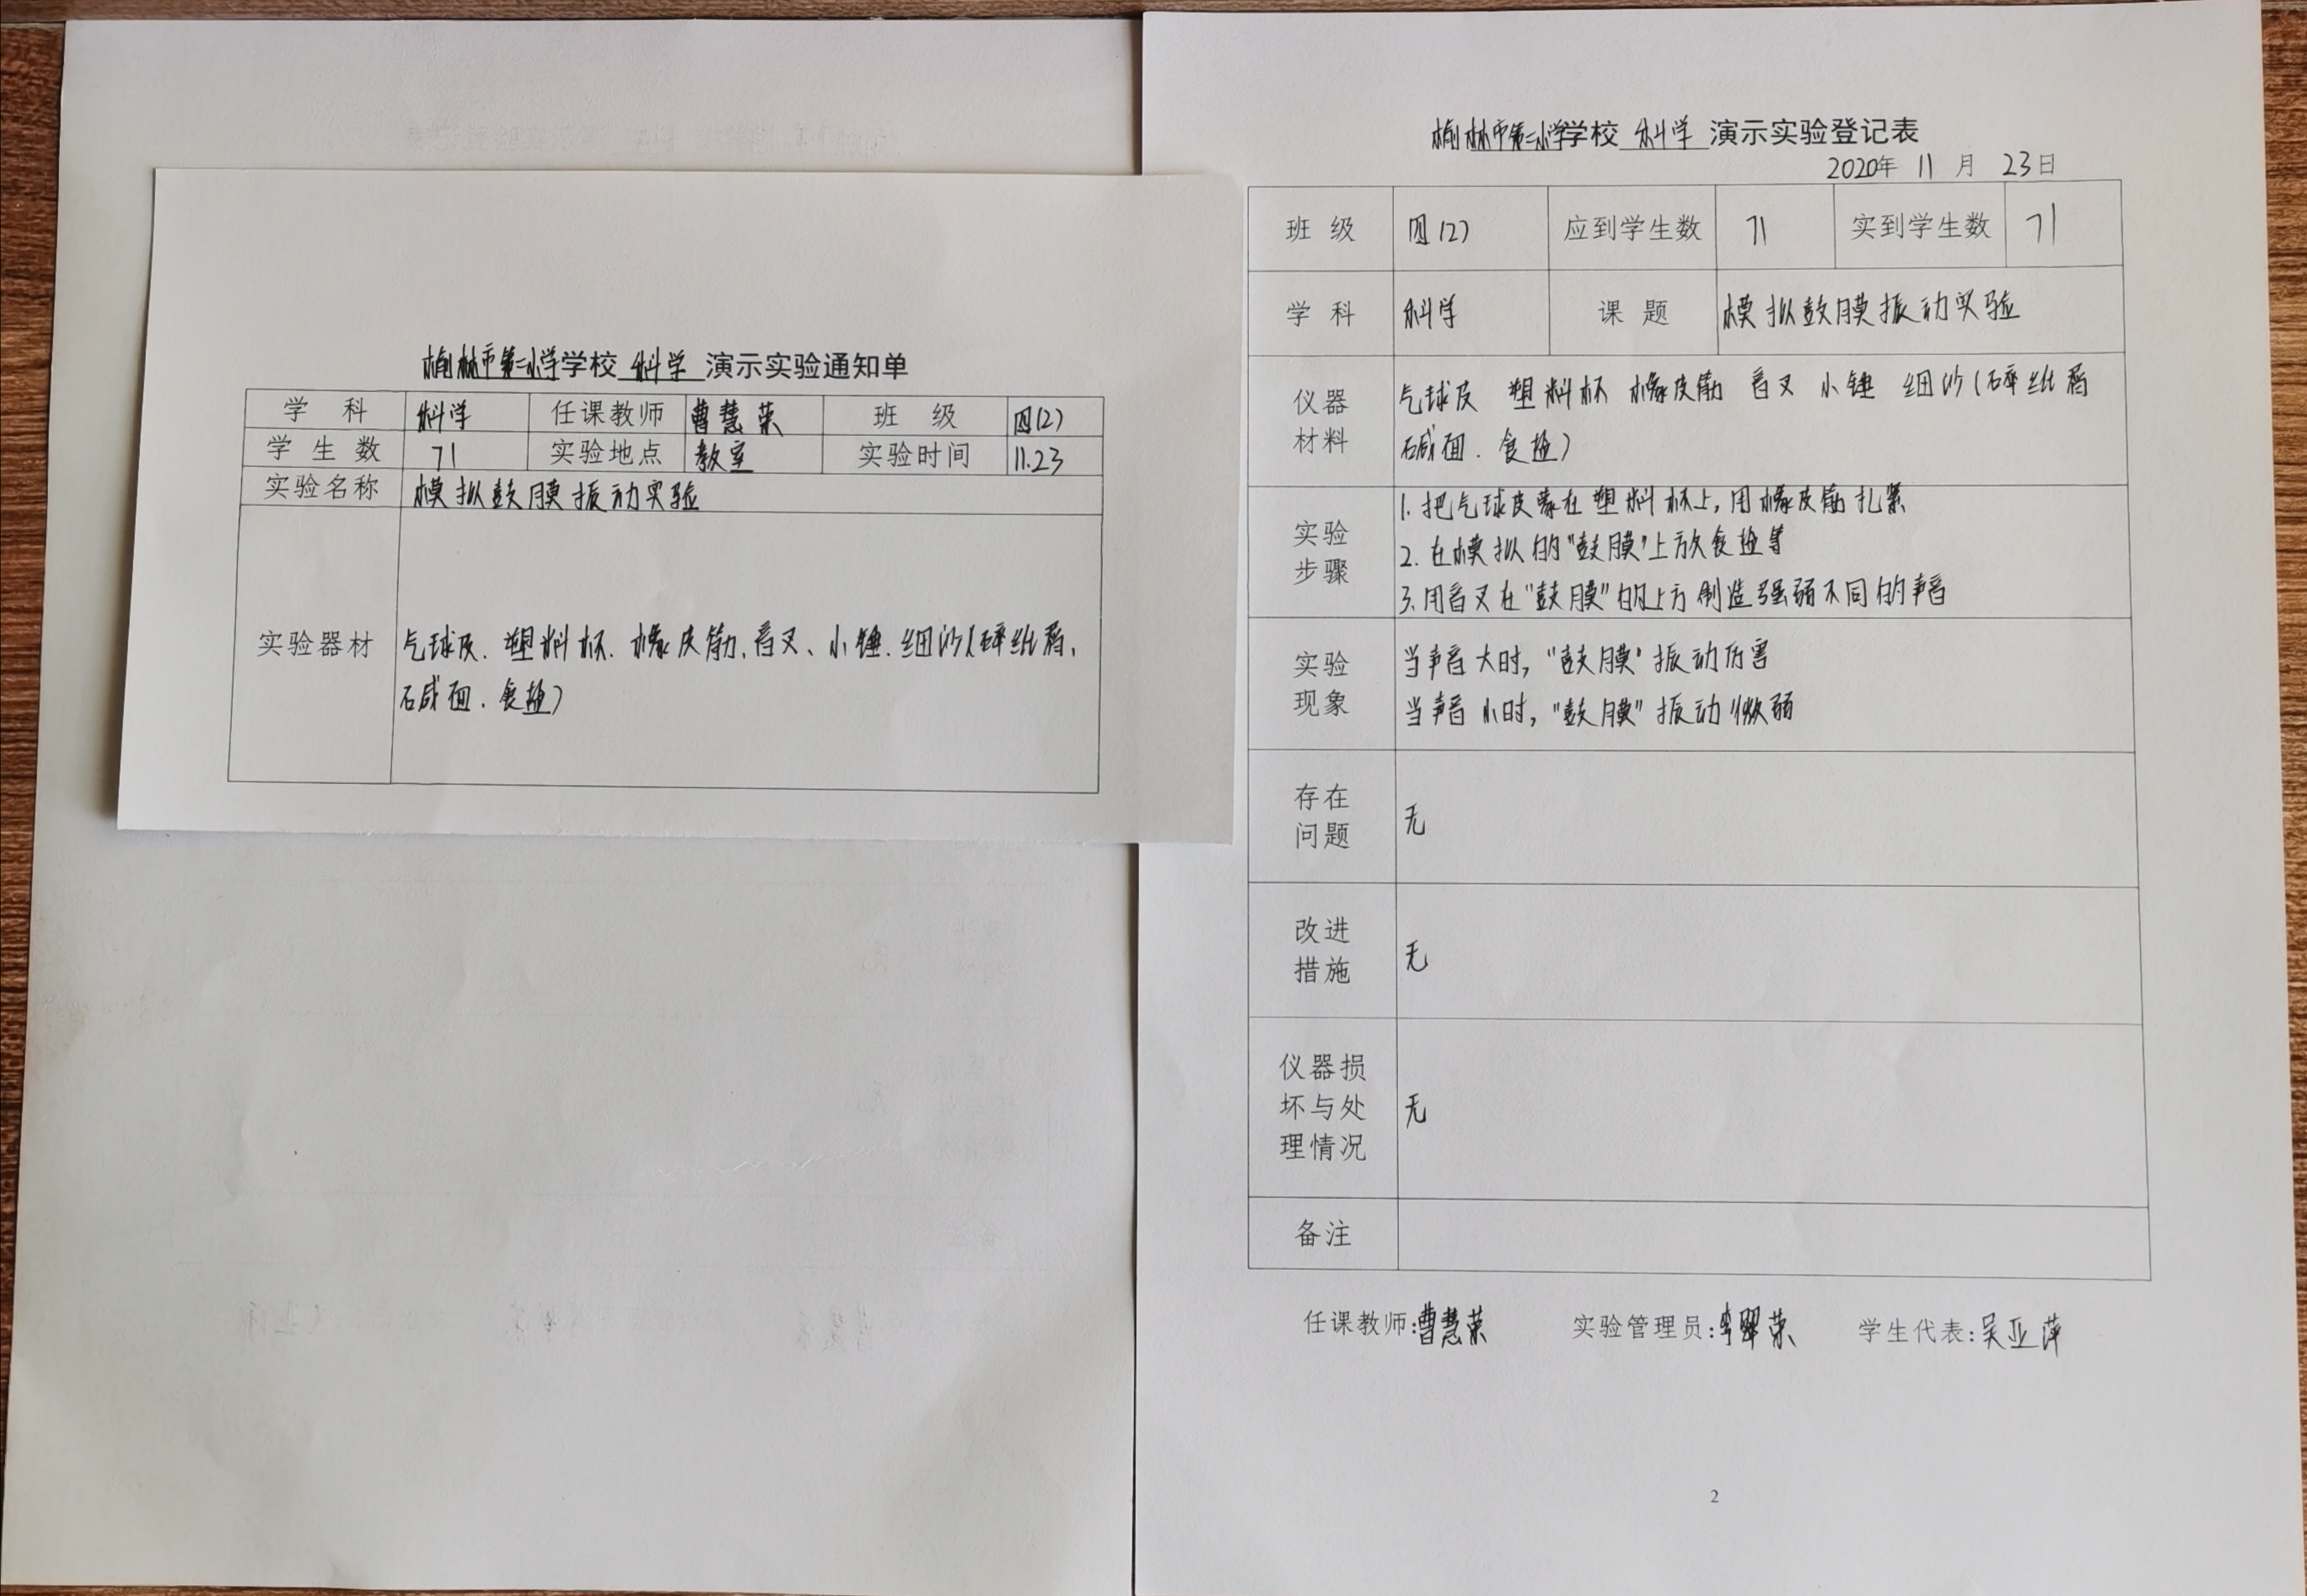 榆林市第二小学学校 科学 演示实验通知单
学 科 科学 任课教师 曹慧荣 班 级 四(2)
学 生 数 71 实验地点 教室 实验时间 11.23
实验名称 模拟鼓膜振动实验
实验器材 气球皮、塑料杯、橡皮筋、音叉、小锤、细沙(碎纸屑、
碱面、食盐)
榆林市第二小学学校 科学 演示实验登记表
2020年 11 月 23日
班 级 四(2) 应到学生数 71 实到学生数 71
学 科 科学 课 题 模拟鼓膜振动实验
仪器
材料
气球皮 塑料杯 橡皮筋 音叉 小锤 细沙(碎纸屑
碱面、食盐)
实验
步骤
1. 把气球皮蒙在塑料杯上,用橡皮筋扎紧
2. 在模拟的"鼓膜"上放食盐等
3. 用音叉在"鼓膜"的上方制造强弱不同的声音
实验
现象
当声音大时,"鼓膜"振动厉害
当声音小时,"鼓膜"振动微弱
存在
问题
无
改进
措施
无
仪器损
坏与处
理情况
无
备注
任课教师:曹慧荣 实验管理员:李翠荣 学生代表:吴亚萍
2